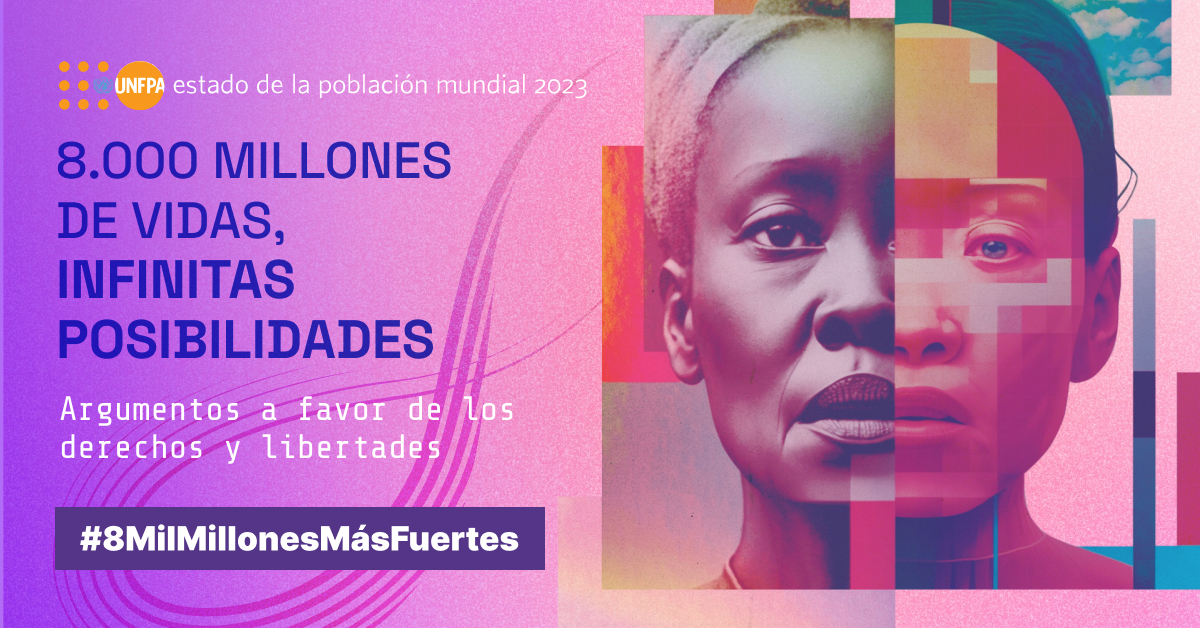 UNFPA estado de la población mundial 2023
8.000 MILLONES
DE VIDAS,
INFINITAS
POSIBILIDADES
Argumentos a favor de los
derechos y libertades
#8MilMillonesMásFuertes